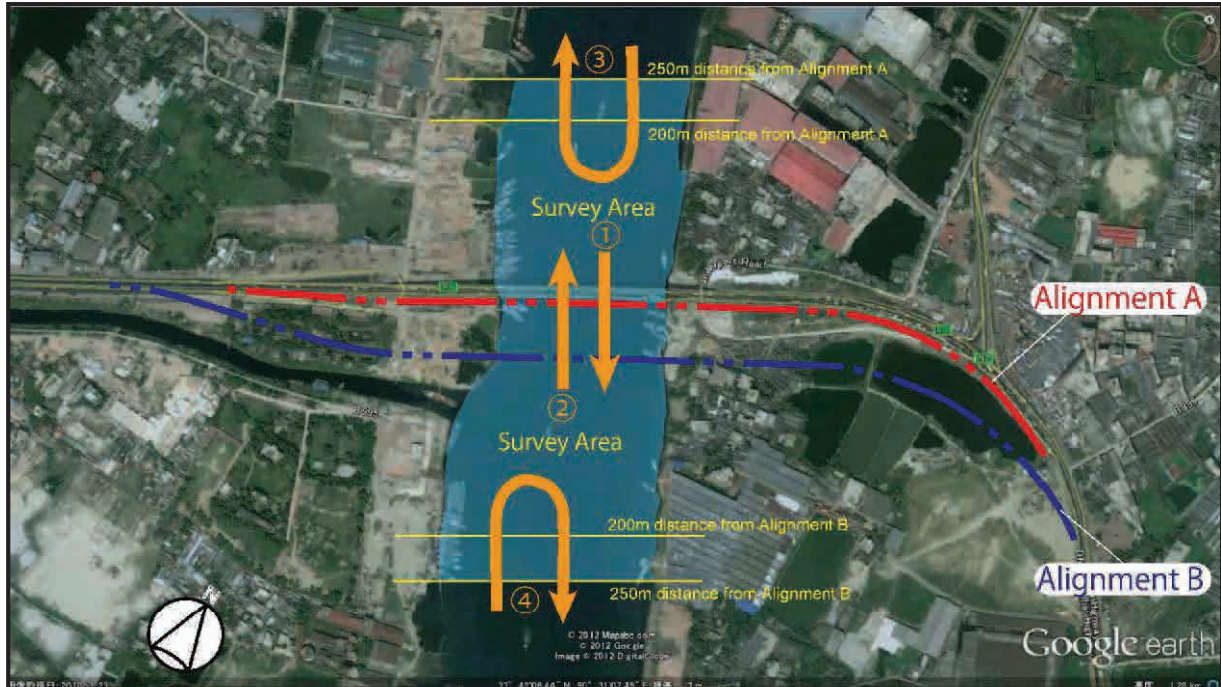 ③
250m distance from Alignment A
200m distance from Alignment A
Survey Area
①
Alignment A
②
Survey Area
200m distance from Alignment B
250m distance from Alignment B
④
Alignment B
N
© 2012 Mapabc.com
© 2012 Google
Image © 2012 DigitalGlobe
Google earth